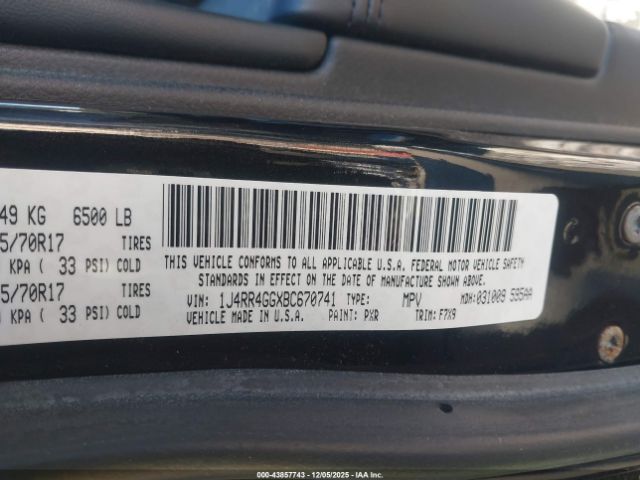 49 KG 6500 LB
5/70R17 TIRES
KPA ( 33 PSI) COLD
5/70R17 TIRES
KPA ( 33 PSI) COLD
THIS VEHICLE CONFORMS TO ALL APPLICABLE U.S.A. FEDERAL MOTOR VEHICLE SAFETY
STANDARDS IN EFFECT ON THE DATE OF MANUFACTURE SHOWN ABOVE.
VIN: 1J4RR4GGXBC670741 TYPE: MPV MDH: 031009 595AA
VEHICLE MADE IN U.S.A. PAINT: PXR TRIM: F7X9
000-43857743 - 12/05/2025 - IAA Inc.